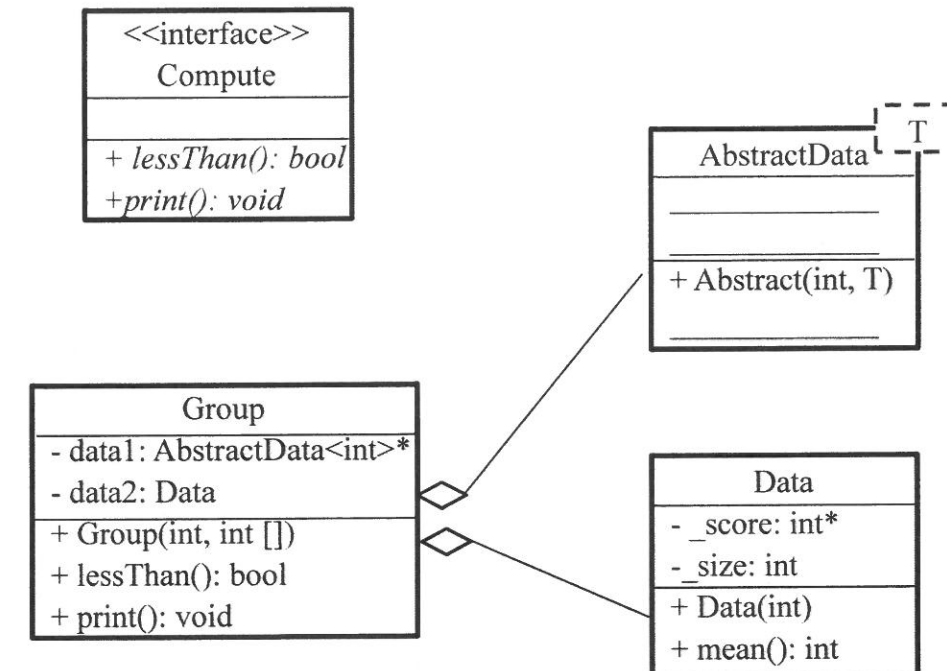 <<interface>>
Compute
+ lessThan(): bool
+print(): void
T
AbstractData
+ Abstract(int, T)
Group
- data1: AbstractData<int>*
- data2: Data
+ Group(int, int [])
+ lessThan(): bool
+ print(): void
Data
- _score: int*
-_size: int
+ Data(int)
+ mean(): int